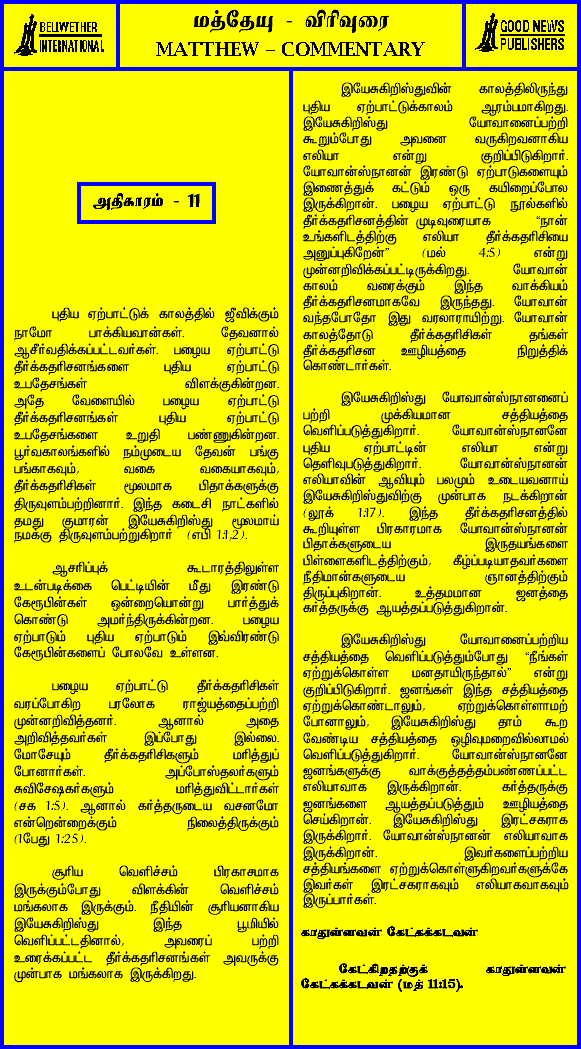 BELIWETHER
INTERNATIONAL
மத்தேயு - விரிவுரை
MATTHEW – COMMENTARY
GOOD NEWS
PUBLISHERS
அதிகாரம் - 11
புதிய ஏற்பாட்டுக் காலத்தில் ஜீவிக்கும்
நாமோ பாக்கியவான்கள். தேவனால்
ஆசீர்வதிக்கப்பட்டவர்கள். பழைய ஏற்பாட்டு
தீர்க்கதரிசனங்களை புதிய ஏற்பாட்டு
உபதேசங்கள் விளக்குகின்றன.
அதே வேளையில் பழைய ஏற்பாட்டு
தீர்க்கதரிசனங்கள் புதிய ஏற்பாட்டு
உபதேசங்களை உறுதி பண்ணுகின்றன.
பூர்வகாலங்களில் நம்முடைய தேவன் பங்கு
பங்காகவும், வகை வகையாகவும்,
தீர்க்கதரிசிகள் மூலமாக பிதாக்களுக்கு
திருவுளம்பற்றினார். இந்த கடைசி நாட்களில்
தமது குமாரன் இயேசுகிறிஸ்து மூலமாய்
நமக்கு திருவுளம்பற்றுகிறார் (எபி 1:1,2).
ஆசரிப்புக் கூடாரத்திலுள்ள
உடன்படிக்கை பெட்டியின் மீது இரண்டு
கேரூபின்கள் ஒன்றையொன்று பார்த்துக்
கொண்டு அமர்ந்திருக்கின்றன. பழைய
ஏற்பாடும் புதிய ஏற்பாடும் இவ்விரண்டு
கேரூபின்களைப் போலவே உள்ளன.
பழைய ஏற்பாட்டு தீர்க்கதரிசிகள்
வரப்போகிற பரலோக ராஜ்யத்தைப்பற்றி
முன்னறிவித்தனர். ஆனால் அதை
அறிவித்தவர்கள் இப்போது இல்லை.
மோசேயும் தீர்க்கதரிசிகளும் மரித்துப்
போனார்கள். அப்போஸ்தலர்களும்
சுவிசேஷகர்களும் மரித்துவிட்டார்கள்
(சக 1:5). ஆனால் கர்த்தருடைய வசனமோ
என்றென்றைக்கும் நிலைத்திருக்கும்
(1பேது 1:25).
சூரிய வெளிச்சம் பிரகாசமாக
இருக்கும்போது விளக்கின் வெளிச்சம்
மங்கலாக இருக்கும். நீதியின் சூரியனாகிய
இயேசுகிறிஸ்து இந்த பூமியில்
வெளிப்பட்டதினால், அவரைப் பற்றி
உரைக்கப்பட்ட தீர்க்கதரிசனங்கள் அவருக்கு
முன்பாக மங்கலாக இருக்கிறது.
இயேசுகிறிஸ்துவின் காலத்திலிருந்து
புதிய ஏற்பாட்டுக்காலம் ஆரம்பமாகிறது.
இயேசுகிறிஸ்து யோவானைப்பற்றி
கூறும்போது அவனை வருகிறவனாகிய
எலியா என்று குறிப்பிடுகிறார்.
யோவான்ஸ்நானன் இரண்டு ஏற்பாடுகளையும்
இணைத்துக் கட்டும் ஒரு கயிறைப்போல
இருக்கிறான். பழைய ஏற்பாட்டு நூல்களில்
தீர்க்கதரிசனத்தின் முடிவுரையாக “நான்
உங்களிடத்திற்கு எலியா தீர்க்கதரிசியை
அனுப்புகிறேன்” (மல் 4:5) என்று
முன்னறிவிக்கப்பட்டிருக்கிறது. யோவான்
காலம் வரைக்கும் இந்த வாக்கியம்
தீர்க்கதரிசனமாகவே இருந்தது. யோவான்
வந்தபோதோ இது வரலாறாயிற்று. யோவான்
காலத்தோடு தீர்க்கதரிசிகள் தங்கள்
தீர்க்கதரிசன ஊழியத்தை நிறுத்திக்
கொண்டார்கள்.
இயேசுகிறிஸ்து யோவான்ஸ்நானனைப்
பற்றி முக்கியமான சத்தியத்தை
வெளிப்படுத்துகிறார். யோவான்ஸ்நானனே
புதிய ஏற்பாட்டின் எலியா என்று
தெளிவுபடுத்துகிறார். யோவான்ஸ்நானன்
எலியாவின் ஆவியும் பலமும் உடையவனாய்
இயேசுகிறிஸ்துவிற்கு முன்பாக நடக்கிறான்
(லூக் 1:17). இந்த தீர்க்கதரிசனத்தில்
கூறியுள்ள பிரகாரமாக யோவான்ஸ்நானன்
பிதாக்களுடைய இருதயங்களை
பிள்ளைகளிடத்திற்கும், கீழ்ப்படியாதவர்களை
நீதிமான்களுடைய ஞானத்திற்கும்
திருப்புகிறான். உத்தமமான ஜனத்தை
கர்த்தருக்கு ஆயத்தப்படுத்துகிறான்.
இயேசுகிறிஸ்து யோவானைப்பற்றிய
சத்தியத்தை வெளிப்படுத்தும்போது “நீங்கள்
ஏற்றுக்கொள்ள மனதாயிருந்தால்” என்று
குறிப்பிடுகிறார். ஜனங்கள் இந்த சத்தியத்தை
ஏற்றுக்கொண்டாலும், ஏற்றுக்கொள்ளாமற்
போனாலும், இயேசுகிறிஸ்து தாம் கூற
வேண்டிய சத்தியத்தை ஒழிவுமறைவில்லாமல்
வெளிப்படுத்துகிறார். யோவான்ஸ்நானனே
ஜனங்களுக்கு வாக்குத்தத்தம்பண்ணப்பட்ட
எலியாவாக இருக்கிறான். கர்த்தருக்கு
ஜனங்களை ஆயத்தப்படுத்தும் ஊழியத்தை
செய்கிறான். இயேசுகிறிஸ்து இரட்சகராக
இருக்கிறார். யோவான்ஸ்நானன் எலியாவாக
இருக்கிறான். இவர்களைப்பற்றிய
சத்தியங்களை ஏற்றுக்கொள்ளுகிறவர்களுக்கே
இவர்கள் இரட்சகராகவும் எலியாகவாகவும்
இருப்பார்கள்.
காதுள்ளவன் கேட்கக்கடவன்
கேட்கிறதற்குக் காதுள்ளவன்
கேட்கக்கடவன் (மத் 11:15).